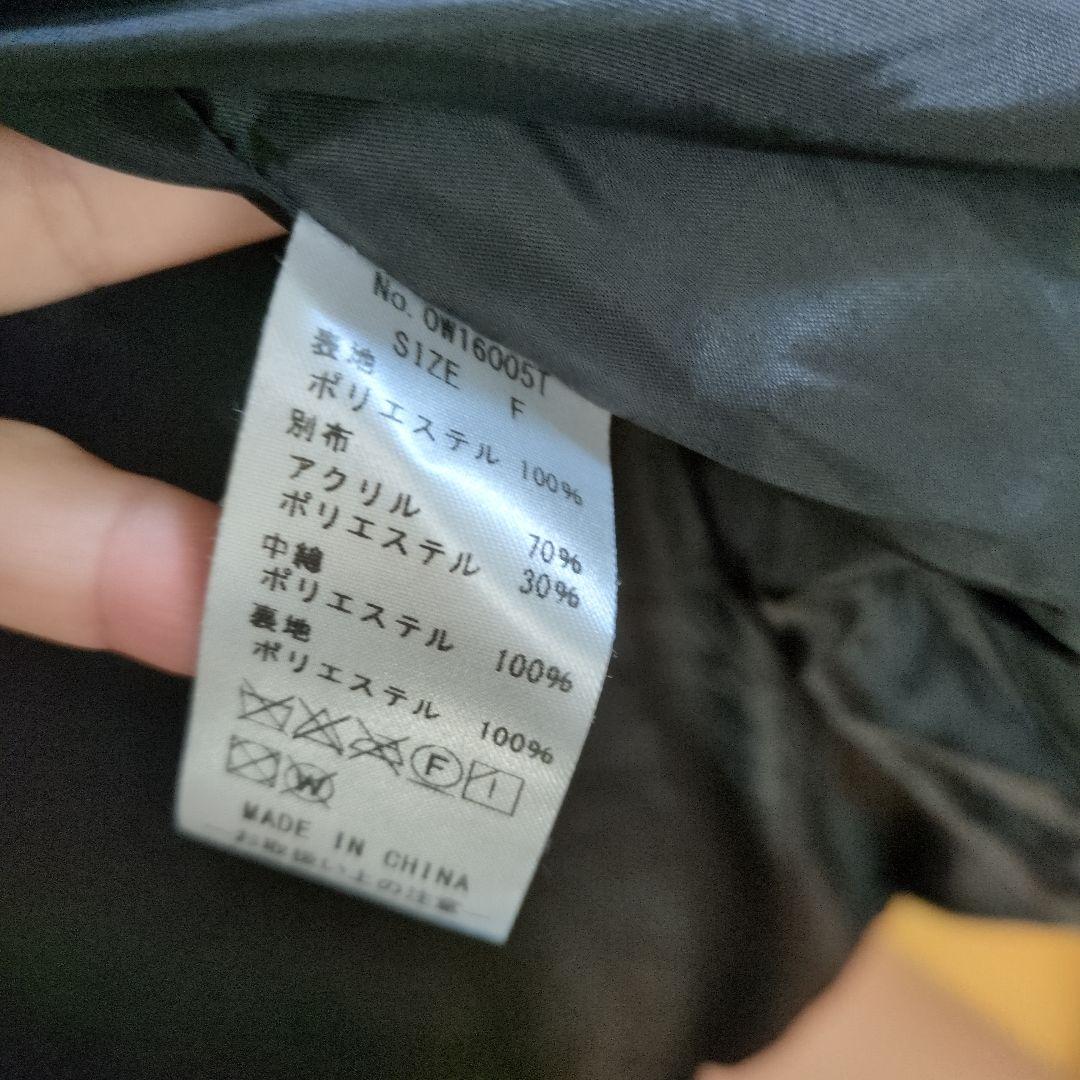 No. OW16005T
SIZE F
表地
ポリエステル 100%
別布
アクリル 70%
ポリエステル 30%
中綿
ポリエステル 100%
裏地
ポリエステル 100%
F
W
MADE IN CHINA
お取扱い上の注意